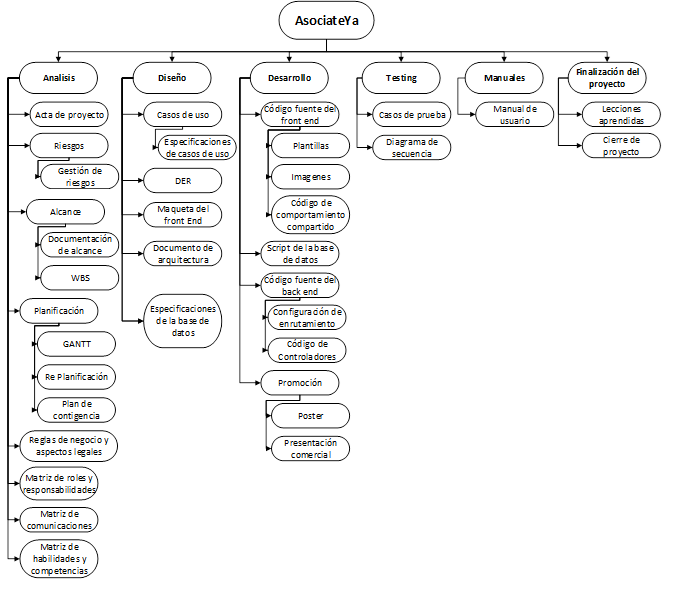 AsociateYa
Analisis
Acta de proyecto
Riesgos
Gestión de
riesgos
Alcance
Documentación
de alcance
WBS
Planificación
GANTT
Re Planificación
Plan de
contigencia
Reglas de negocio y
aspectos legales
Matriz de roles y
responsabilidades
Matriz de
comunicaciones
Matriz de
habilidades y
competencias
Diseño
Casos de uso
Especificaciones
de casos de uso
DER
Maqueta del
front End
Documento de
arquitectura
Especificaciones
de la base de
datos
Desarrollo
Código fuente del
front end
Plantillas
Imagenes
Código de
comportamiento
compartido
Script de la base
de datos
Código fuente del
back end
Configuración de
enrutamiento
Código de
Controladores
Promoción
Poster
Presentación
comercial
Testing
Casos de prueba
Diagrama de
secuencia
Manuales
Manual de
usuario
Finalización del
proyecto
Lecciones
aprendidas
Cierre de
proyecto